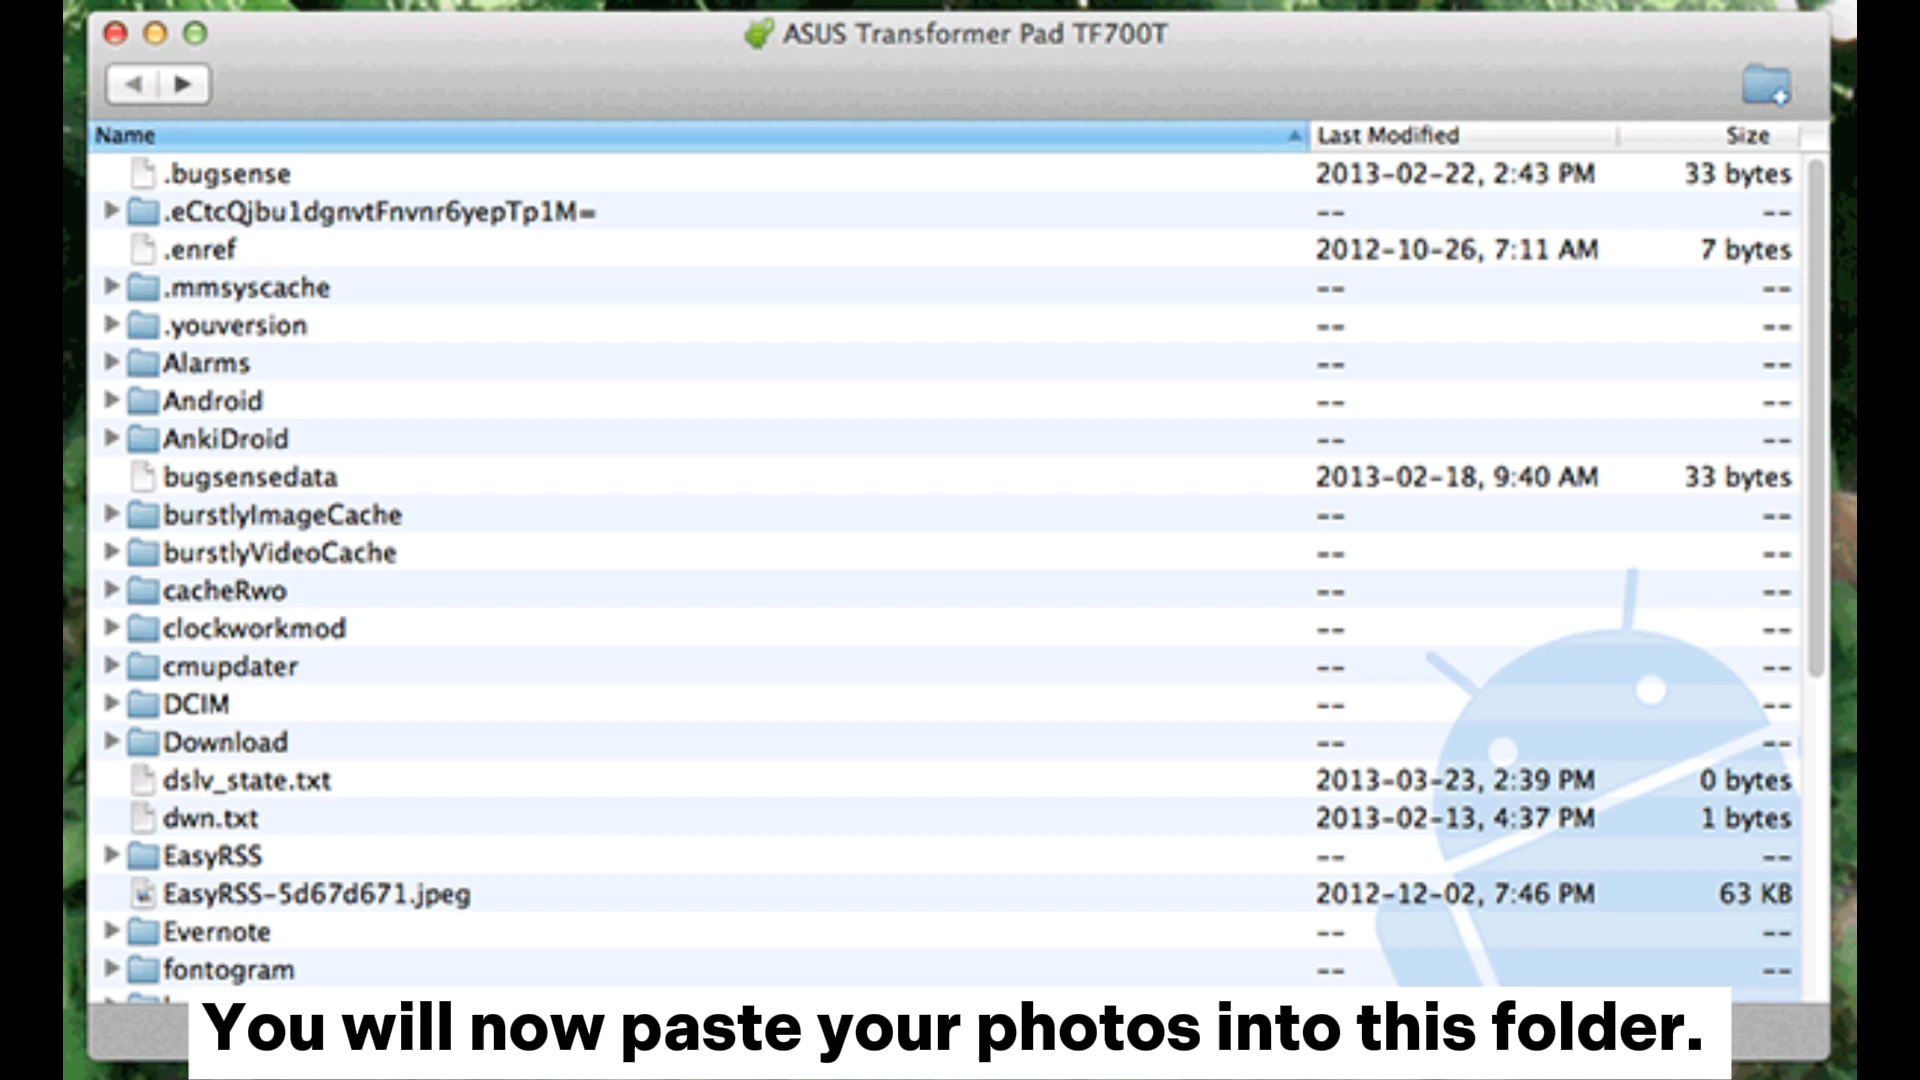 ASUS Transformer Pad TF700T
Name Last Modified Size
.bugsense 2013-02-22, 2:43 PM 33 bytes
.eCtcQjbu1dgnvtFnvnr6yepTp1M= -- --
.enref 2012-10-26, 7:11 AM 7 bytes
.mmsyscache -- --
.youversion -- --
Alarms -- --
Android -- --
AnkiDroid -- --
bugsensedata 2013-02-18, 9:40 AM 33 bytes
burstlyImageCache -- --
burstlyVideoCache -- --
cacheRwo -- --
clockworkmod -- --
cmupdater -- --
DCIM -- --
Download -- --
dslv_state.txt 2013-03-23, 2:39 PM 0 bytes
dwn.txt 2013-02-13, 4:37 PM 1 bytes
EasyRSS -- --
EasyRSS-5d67d671.jpeg 2012-12-02, 7:46 PM 63 KB
Evernote -- --
fontogram -- --
You will now paste your photos into this folder.